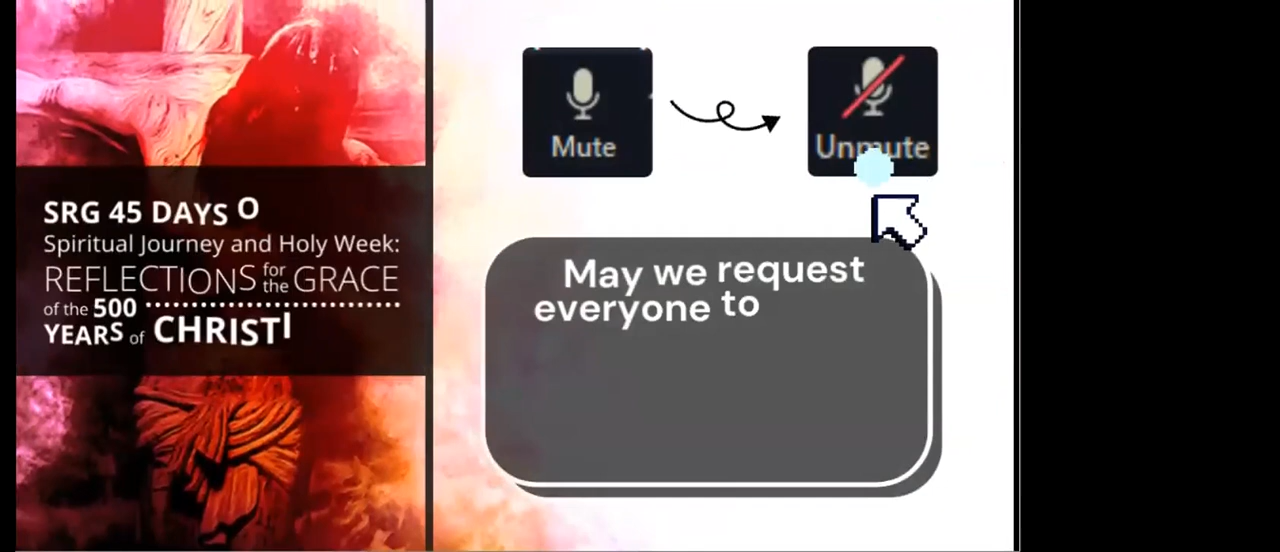 SRG 45 DAYS O
Spiritual Journey and Holy Week:
REFLECTIONS for the GRACE
of the 500
YEARS of CHRISTI
Mute
Unmute
May we request
everyone to